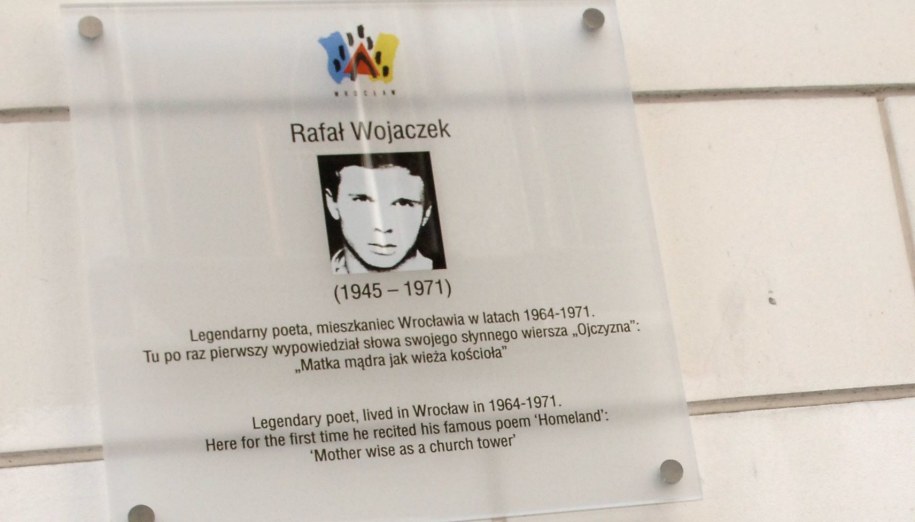 WROCŁAW
Rafał Wojaczek
(1945 – 1971)
Legendarny poeta, mieszkaniec Wrocławia w latach 1964-1971.
Tu po raz pierwszy wypowiedział słowa swojego słynnego wiersza „Ojczyzna”:
„Matka mądra jak wieża kościoła”
Legendary poet, lived in Wrocław in 1964-1971.
Here for the first time he recited his famous poem ‘Homeland’:
‘Mother wise as a church tower’